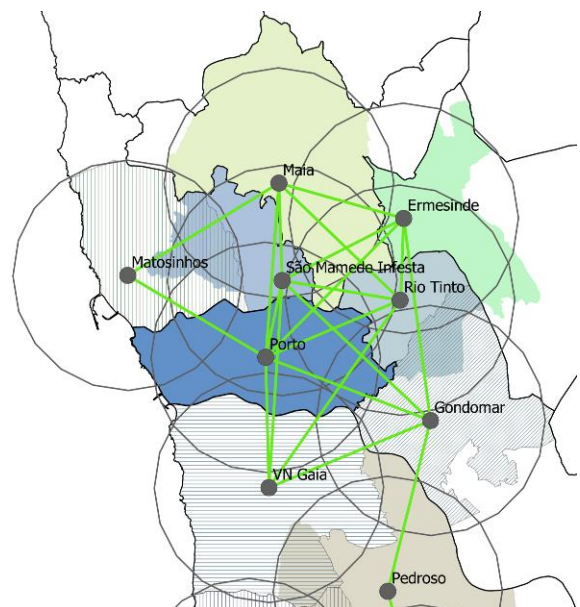 Maia
Ermesinde
Matosinhos
São Mamede Infesta
Rio Tinto
Porto
Gondomar
VN Gaia
Pedroso